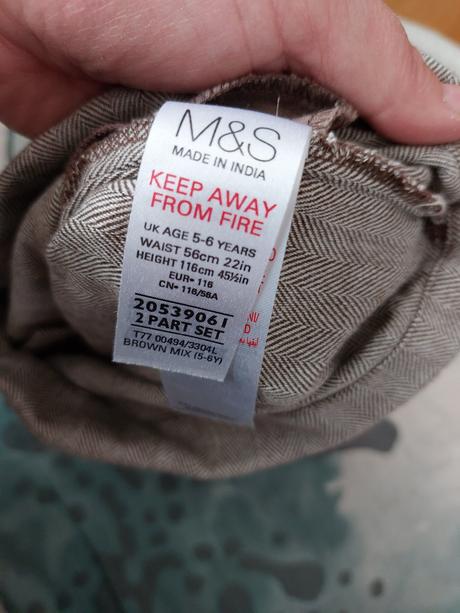 M&S
MADE IN INDIA
KEEP AWAY
FROM FIRE
UK AGE 5-6 YEARS
WAIST 56cm 22in
HEIGHT 116cm 45½in
EUR• 116
CN• 116/58A
20539061
2 PART SET
T77 00494/3304L
BROWN MIX (5-6Y)